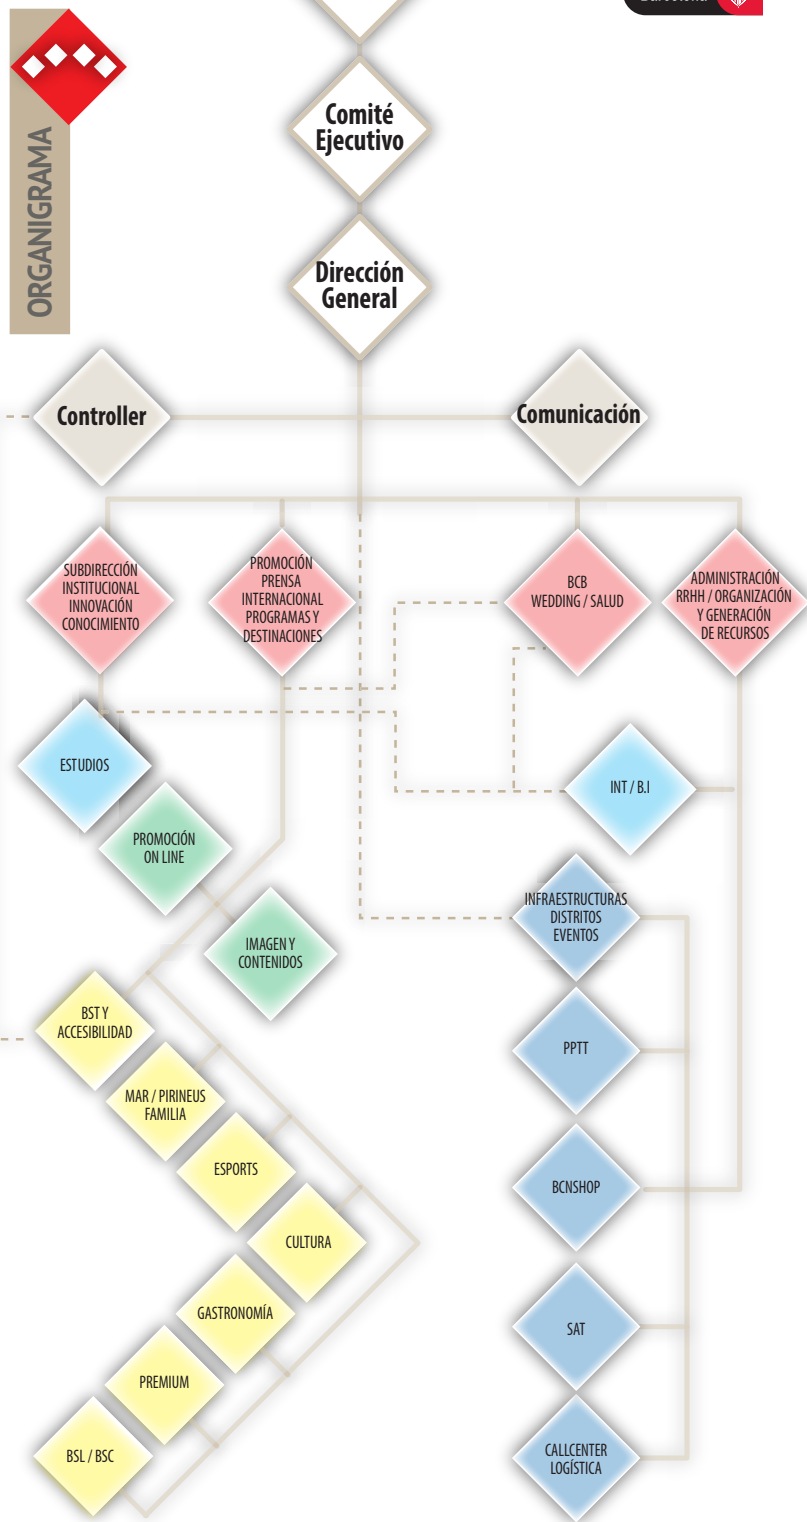 ORGANIGRAMA
Comité
Ejecutivo
Dirección
General
Controller
Comunicación
SUBDIRECCIÓN
INSTITUCIONAL
INNOVACIÓN
CONOCIMIENTO
PROMOCIÓN
PRENSA
INTERNACIONAL
PROGRAMAS Y
DESTINACIONES
BCB
WEDDING / SALUD
ADMINISTRACIÓN
RRHH / ORGANIZACIÓN
Y GENERACIÓN
DE RECURSOS
ESTUDIOS
INT / B.I
PROMOCIÓN
ON LINE
IMAGEN Y
CONTENIDOS
INFRAESTRUCTURAS
DISTRITOS
EVENTOS
BST Y
ACCESIBILIDAD
PPTT
MAR / PIRINEUS
FAMILIA
ESPORTS
BCNSHOP
CULTURA
GASTRONOMÍA
SAT
PREMIUM
BSL / BSC
CALLCENTER
LOGÍSTICA